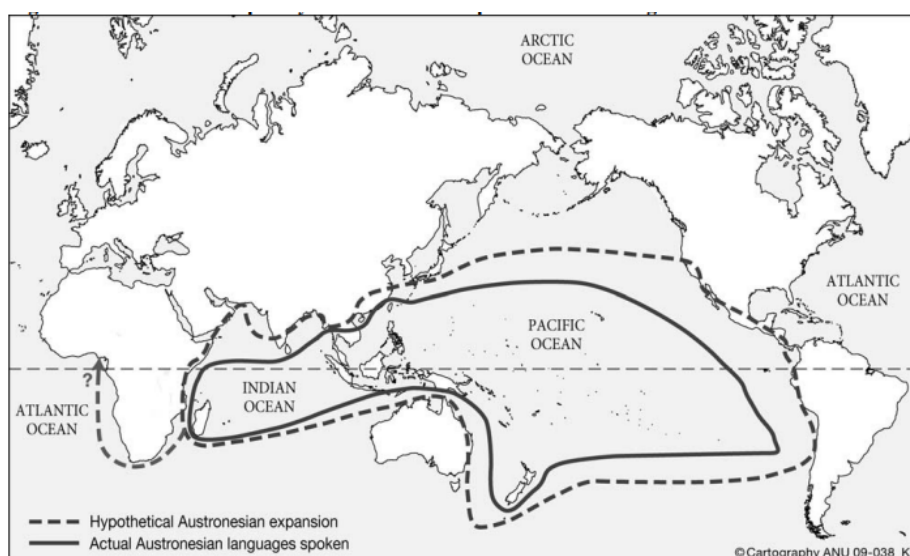 ARCTIC
OCEAN
ATLANTIC
OCEAN
PACIFIC
OCEAN
INDIAN
OCEAN
?
ATLANTIC
OCEAN
Hypothetical Austronesian expansion
Actual Austronesian languages spoken
©Cartography ANU 09-038